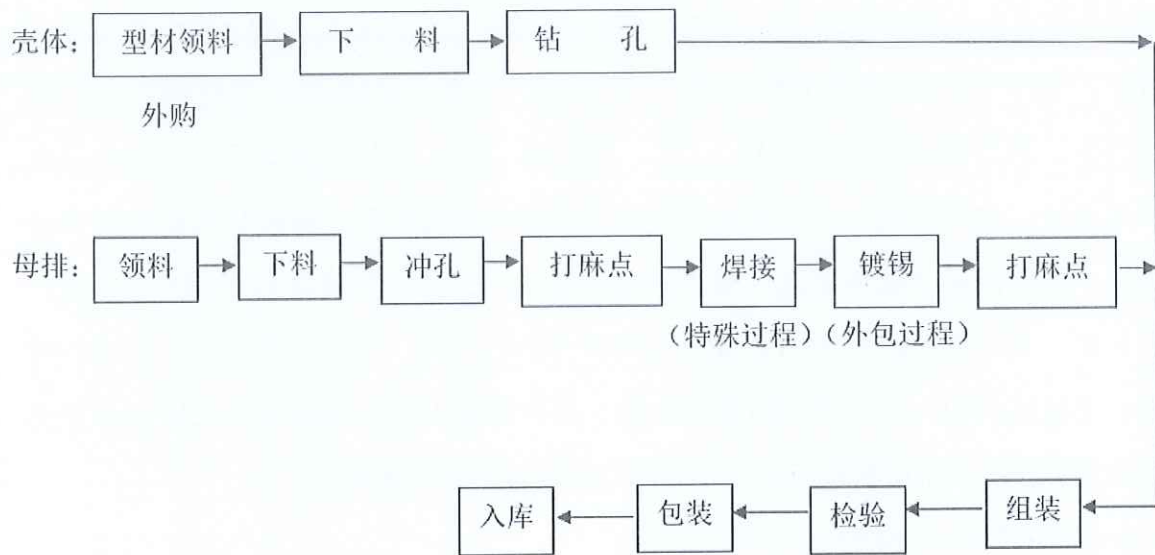 壳体： 型材领料 下 料 钻 孔
外购
母排： 领料 下料 冲孔 打麻点 焊接 镀锡 打麻点
（特殊过程）（外包过程）
入库 包装 检验 组装